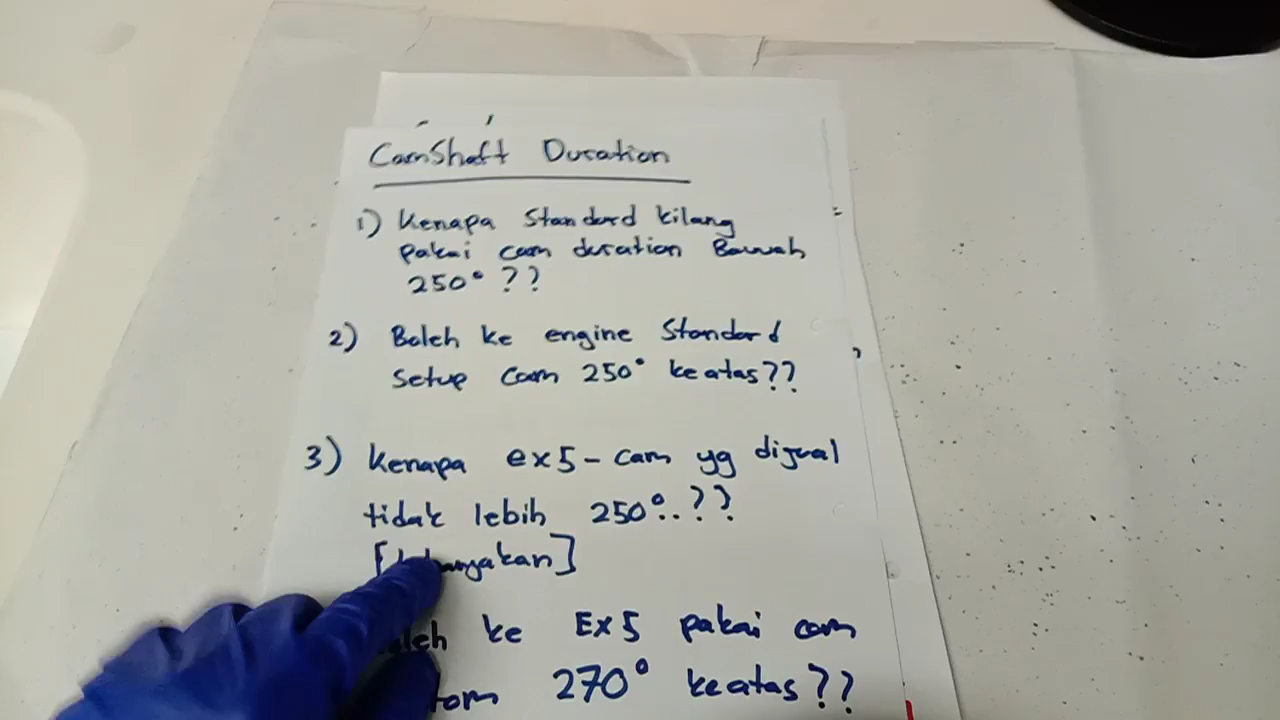 CamShaft Duration
1) Kenapa Standard kilang
pakai cam duration Bawah
250° ??
2) Boleh ke engine Standard
Setup Cam 250° keatas??
3) Kenapa ex5-cam yg dijual
tidak lebih 250°..??
ke EX5 pakai cam
270° keatas??